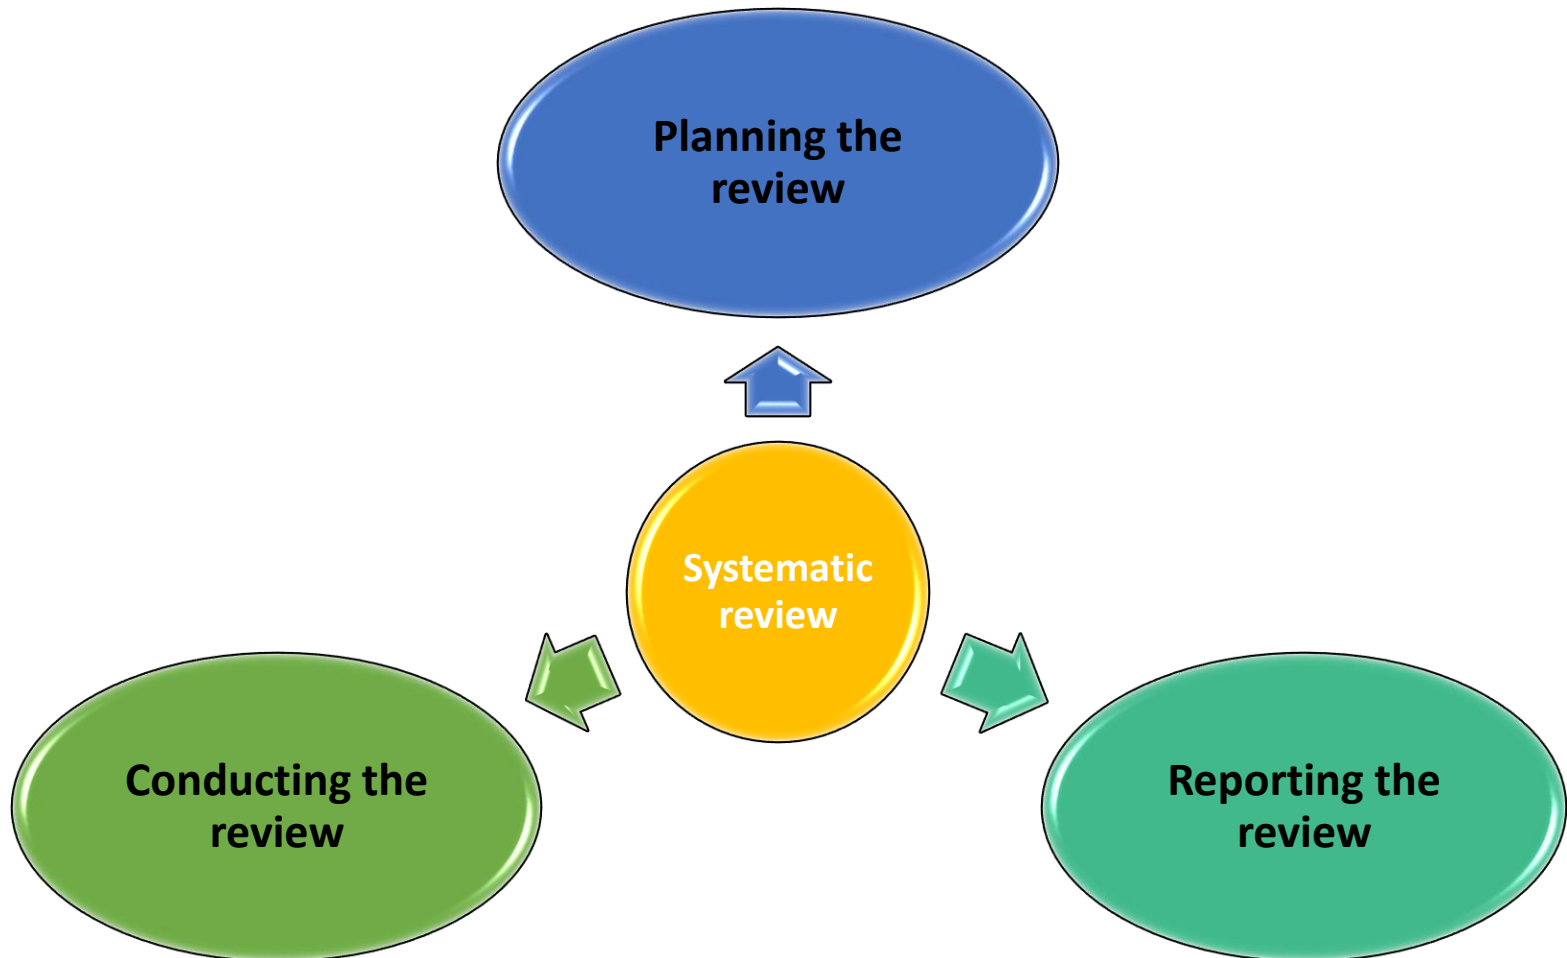 Planning the
review
Systematic
review
Conducting the
review
Reporting the
review